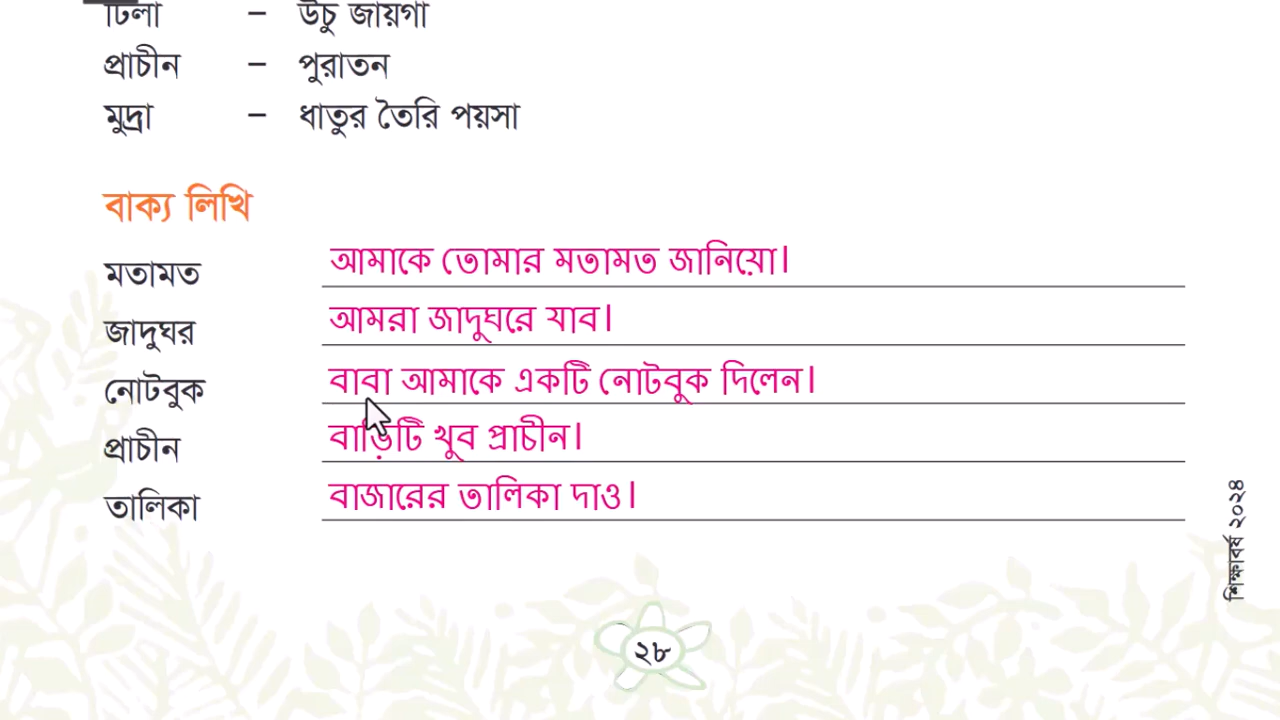 টিলা – উঁচু জায়গা
প্রাচীন – পুরাতন
মুদ্রা – ধাতুর তৈরি পয়সা
বাক্য লিখি
মতামত আমাকে তোমার মতামত জানিয়ো।
জাদুঘর আমরা জাদুঘরে যাব।
নোটবুক বাবা আমাকে একটি নোটবুক দিলেন।
প্রাচীন বাড়িটি খুব প্রাচীন।
তালিকা বাজারের তালিকা দাও।
শিক্ষাবর্ষ ২০২৪
২৮